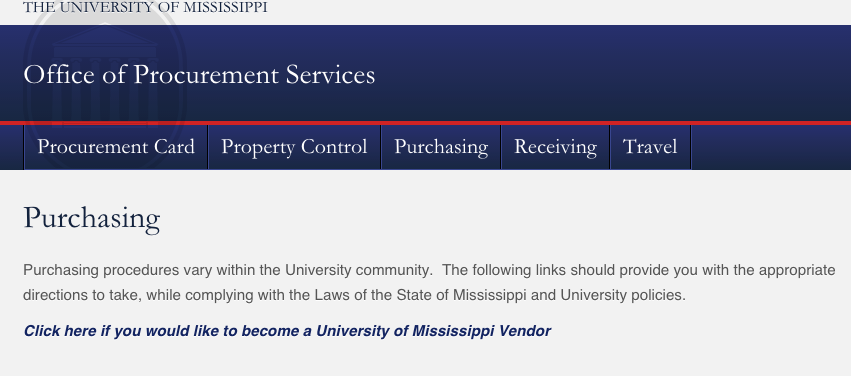 THE UNIVERSITY OF MISSISSIPPI
Office of Procurement Services
Procurement Card Property Control Purchasing Receiving Travel
Purchasing
Purchasing procedures vary within the University community.  The following links should provide you with the appropriate
directions to take, while complying with the Laws of the State of Mississippi and University policies.
Click here if you would like to become a University of Mississippi Vendor